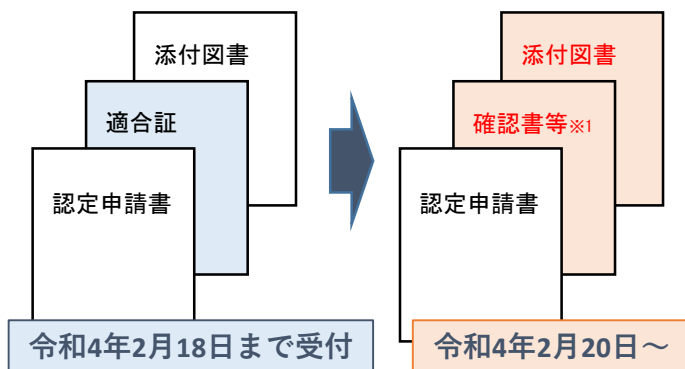 添付図書
適合証
認定申請書
令和4年2月18日まで受付
添付図書
確認書等※1
認定申請書
令和4年2月20日～